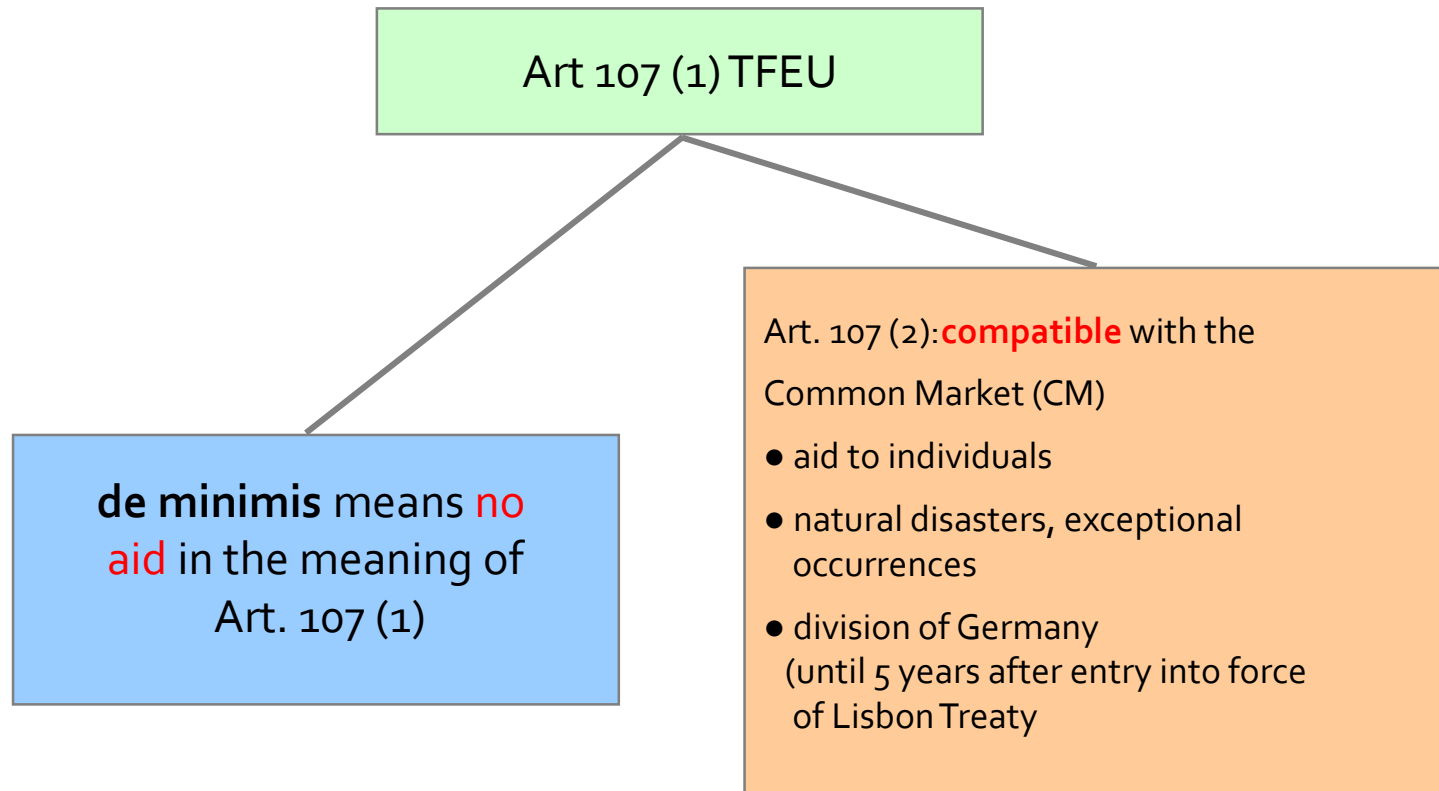 Art 107 (1) TFEU
de minimis means no
aid in the meaning of
Art. 107 (1)
Art. 107 (2):compatible with the
Common Market (CM)
● aid to individuals
● natural disasters, exceptional
occurrences
● division of Germany
(until 5 years after entry into force
of Lisbon Treaty